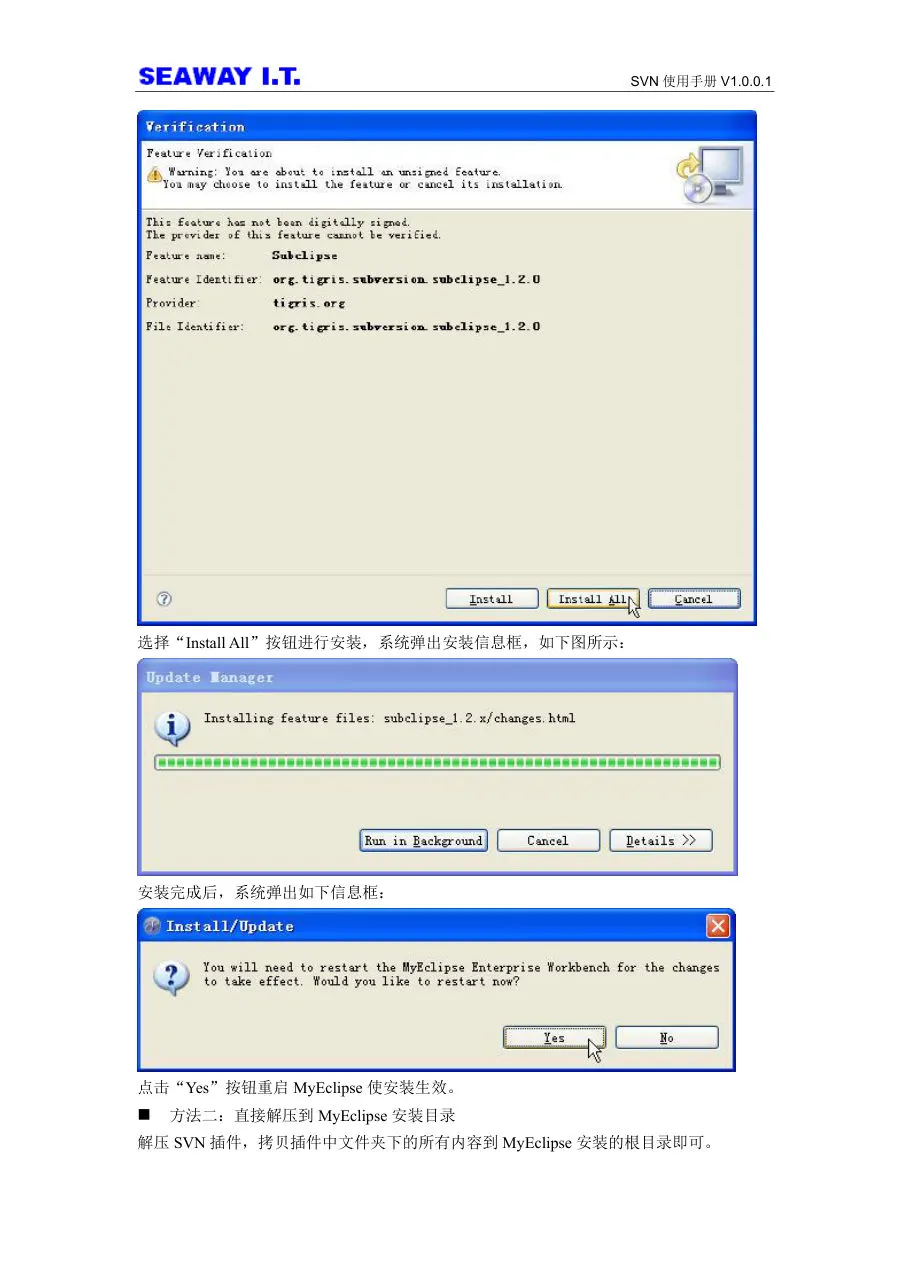 SEAWAY I.T.
SVN 使用手册 V1.0.0.1
Verification
Feature Verification
Warning: You are about to install an unsigned feature.
You may choose to install the feature or cancel its installation.
This feature has not been digitally signed.
The provider of this feature cannot be verified.
Feature name: Subclipse
Feature Identifier: org.tigris.subversion.subclipse_1.2.0
Provider: tigris.org
File Identifier: org.tigris.subversion.subclipse_1.2.0
Install Install All Cancel
选择“Install All”按钮进行安装，系统弹出安装信息框，如下图所示：
Update Manager
Installing feature files: subclipse_1.2.x/changes.html
Run in Background Cancel Details >>
安装完成后，系统弹出如下信息框：
Install/Update
You will need to restart the MyEclipse Enterprise Workbench for the changes
to take effect. Would you like to restart now?
Yes No
点击“Yes”按钮重启 MyEclipse 使安装生效。
■ 方法二：直接解压到 MyEclipse 安装目录
解压 SVN 插件，拷贝插件中文件夹下的所有内容到 MyEclipse 安装的根目录即可。